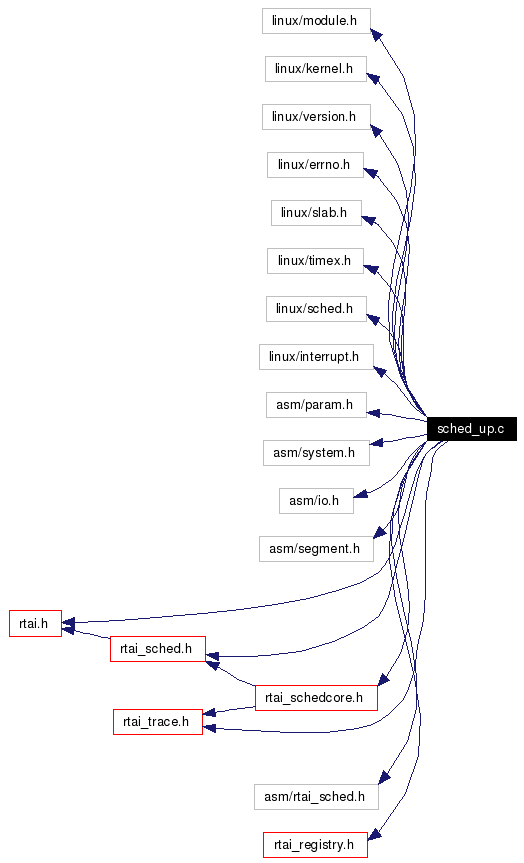 linux/module.h
linux/kernel.h
linux/version.h
linux/errno.h
linux/slab.h
linux/timex.h
linux/sched.h
linux/interrupt.h
asm/param.h
sched_up.c
asm/system.h
asm/io.h
asm/segment.h
rtai.h
rtai_sched.h
rtai_schedcore.h
rtai_trace.h
asm/rtai_sched.h
rtai_registry.h